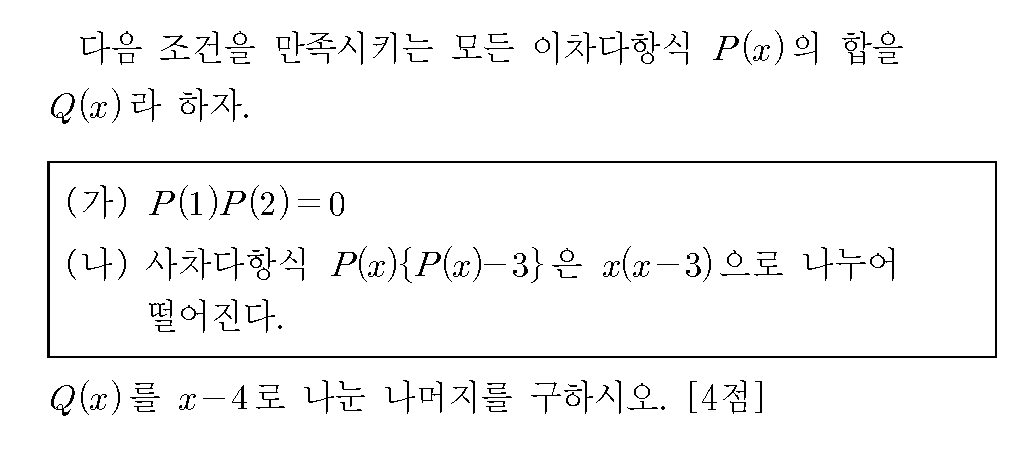 다음 조건을 만족시키는 모든 이차다항식 P(x)의 합을
Q(x)라 하자.
(가) P(1)P(2)=0
(나) 사차다항식 P(x){P(x)-3}은 x(x-3)으로 나누어
떨어진다.
Q(x)를 x-4로 나눈 나머지를 구하시오. [4점]